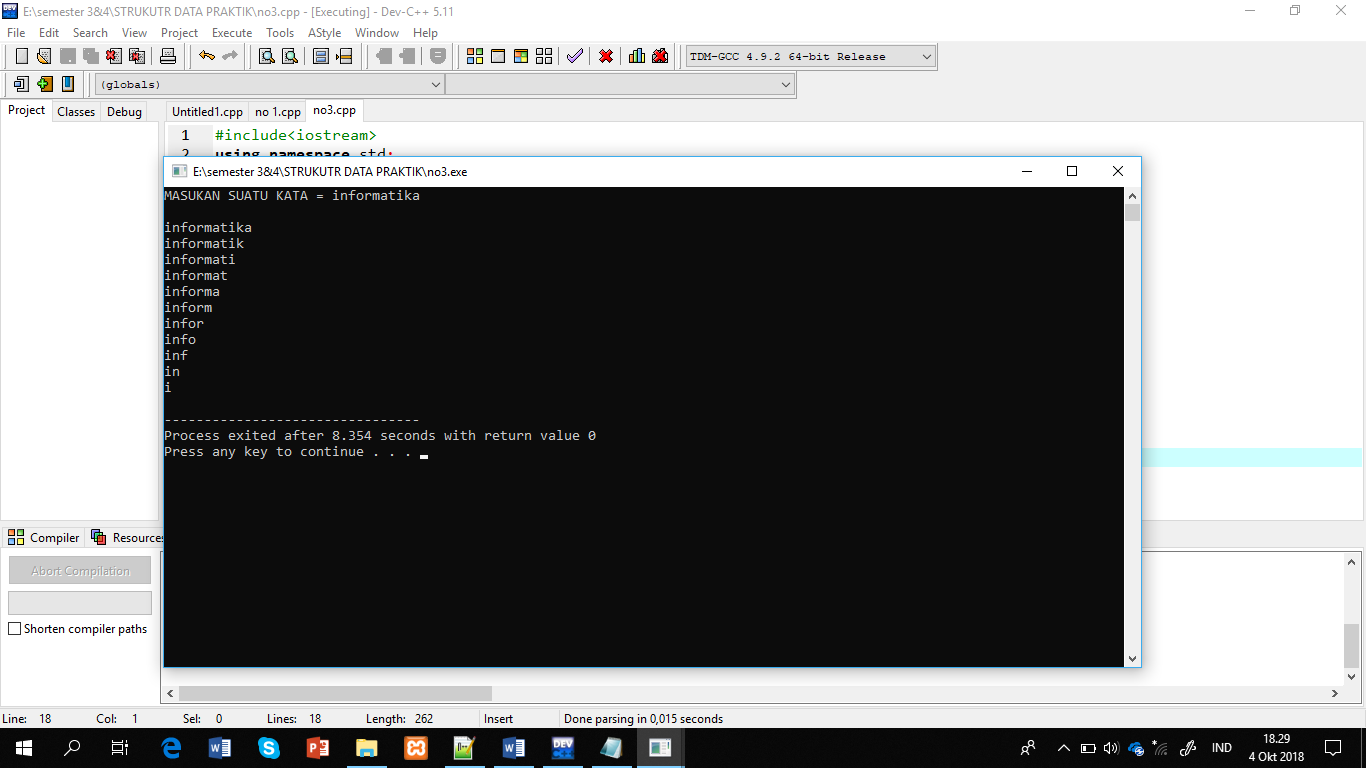 E:\semester 3&4\STRUKUTR DATA PRAKTIK\no3.cpp - [Executing] - Dev-C++ 5.11
File Edit Search View Project Execute Tools AStyle Window Help
TDM-GCC 4.9.2 64-bit Release
(globals)
Project Classes Debug Untitled1.cpp no 1.cpp no3.cpp
1 #include<iostream>
2 using namespace std;
E:\semester 3&4\STRUKUTR DATA PRAKTIK\no3.exe
MASUKAN SUATU KATA = informatika
informatika
informatik
informati
informat
informa
inform
infor
info
inf
in
i
--------------------------------
Process exited after 8.354 seconds with return value 0
Press any key to continue . . .
Compiler Resources
Abort Compilation
Shorten compiler paths
Line: 18 Col: 1 Sel: 0 Lines: 18 Length: 262 Insert Done parsing in 0,015 seconds
IND
18.29
4 Okt 2018